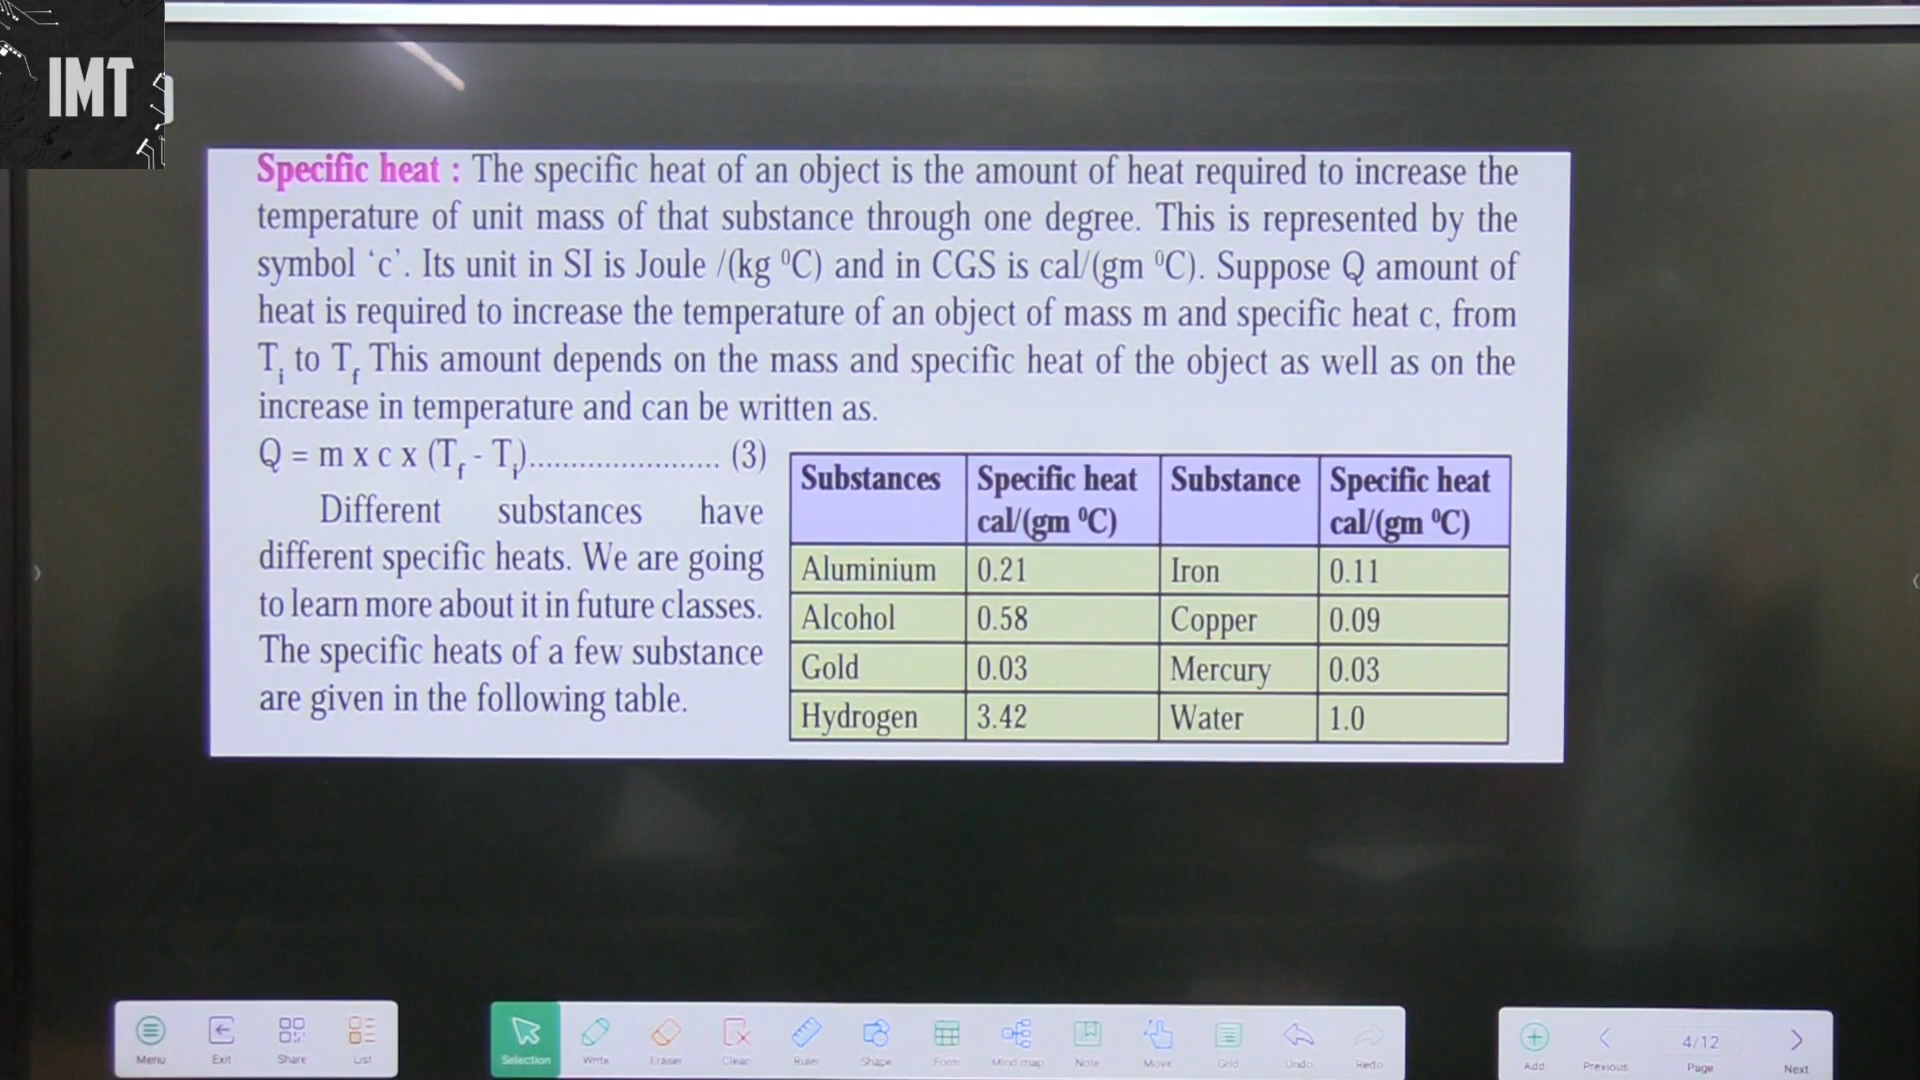 IMT
Specific heat : The specific heat of an object is the amount of heat required to increase the
temperature of unit mass of that substance through one degree. This is represented by the
symbol ‘c’. Its unit in SI is Joule /(kg ⁰C) and in CGS is cal/(gm ⁰C). Suppose Q amount of
heat is required to increase the temperature of an object of mass m and specific heat c, from
Tᵢ to T_f This amount depends on the mass and specific heat of the object as well as on the
increase in temperature and can be written as.
Q = m x c x (T_f - Tᵢ)........................ (3)
Different substances have
different specific heats. We are going
to learn more about it in future classes.
The specific heats of a few substance
are given in the following table.
Substances Specific heat cal/(gm ⁰C) Substance Specific heat cal/(gm ⁰C)
Aluminium 0.21 Iron 0.11
Alcohol 0.58 Copper 0.09
Gold 0.03 Mercury 0.03
Hydrogen 3.42 Water 1.0
Menu Exit Share List Selection Write Eraser Clean Ruler Shape Form Mind map Note Move Grid Undo Redo Add Previous 4/12 Page Next